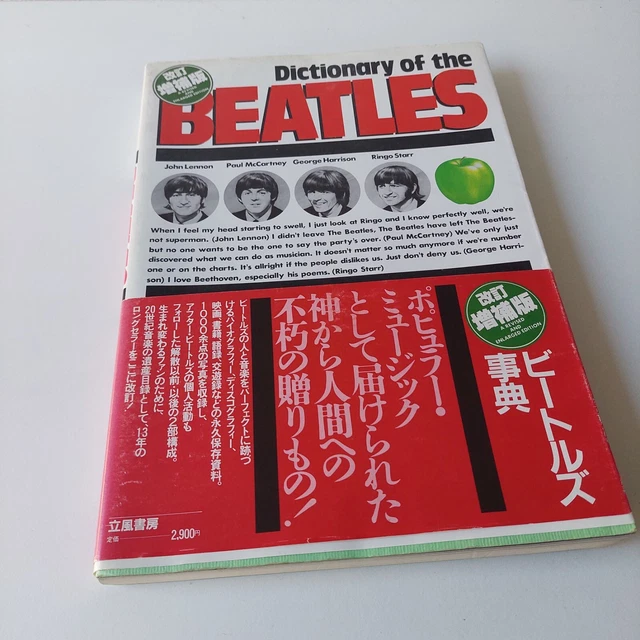 改訂
増補版
A REVISED
AND
ENLARGED EDITION
Dictionary of the
BEATLES
John Lennon
Paul McCartney
George Harrison
Ringo Starr
When I feel my head starting to swell, I just look at Ringo and I know perfectly well, we're
not superman. (John Lennon) I didn't leave The Beatles, The Beatles have left The Beatles-
but no one wants to be the one to say the party's over. (Paul McCartney) We've only just
discovered what we can do as musician. It doesn't matter so much anymore if we're number
one or on the charts. It's allright if the people dislikes us. Just don't deny us. (George Harri-
son) I love Beethoven, especially his poems. (Ringo Starr)
改訂
増補版
A REVISED
AND
ENLARGED EDITION
ビートルズ
事典
ポピュラー・
ミュージック
として届けられた
神から人間への
不朽の贈りもの!
ビートルズの人と音楽をパーフェクトに跡づ
けるバイオグラフィー、ディスコグラフィー、
映画・書籍・語録、交遊録などの永久保存資料。
1000余点の写真を収録し、
アフター・ビートルズの個人活動も
フォローした解散以前・以後の2部構成。
生まれ変わるファンのために、
20世紀音楽の遺産目録として、13年の
ロングセラーをここに改訂!
立風書房
定価 2,900円